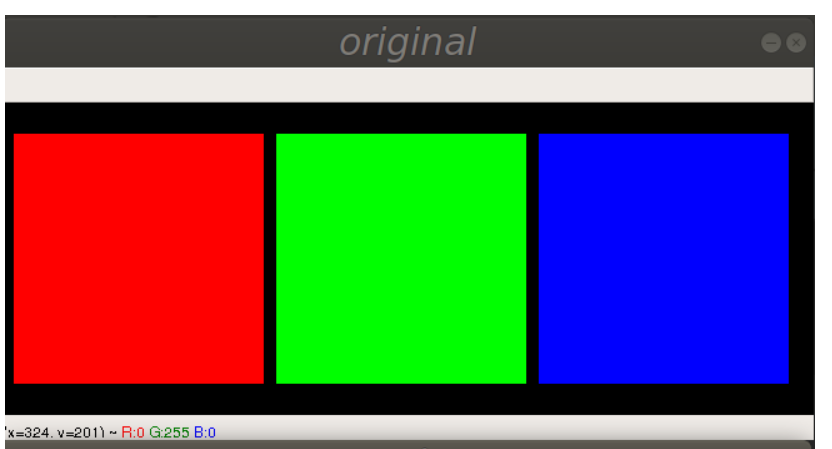 original
(x=324, y=201) ~ R:0 G:255 B:0